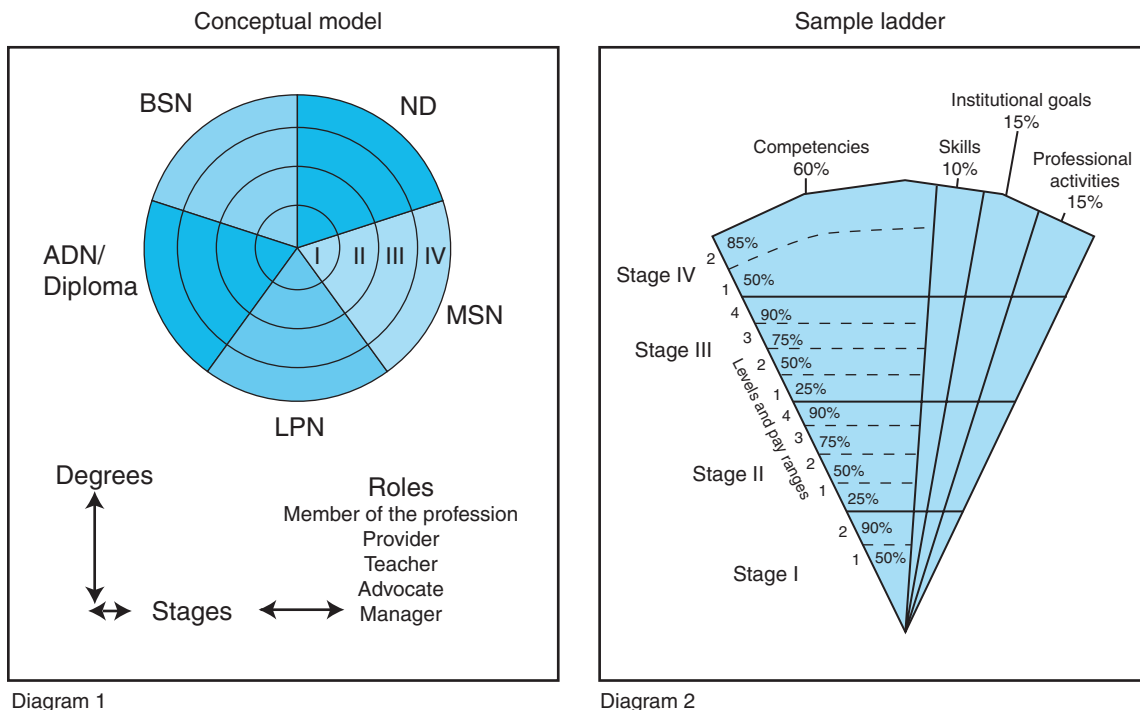 Conceptual model
BSN
ND
ADN/
Diploma
I
II
III
IV
MSN
LPN
Degrees
Stages
Roles
Member of the profession
Provider
Teacher
Advocate
Manager
Diagram 1
Sample ladder
Institutional goals
15%
Competencies
60%
Skills
10%
Professional
activities
15%
Stage IV
2
85%
1
50%
Stage III
4
90%
3
75%
2
50%
1
25%
Levels and pay ranges
Stage II
4
90%
3
75%
2
50%
1
25%
Stage I
2
90%
1
50%
Diagram 2